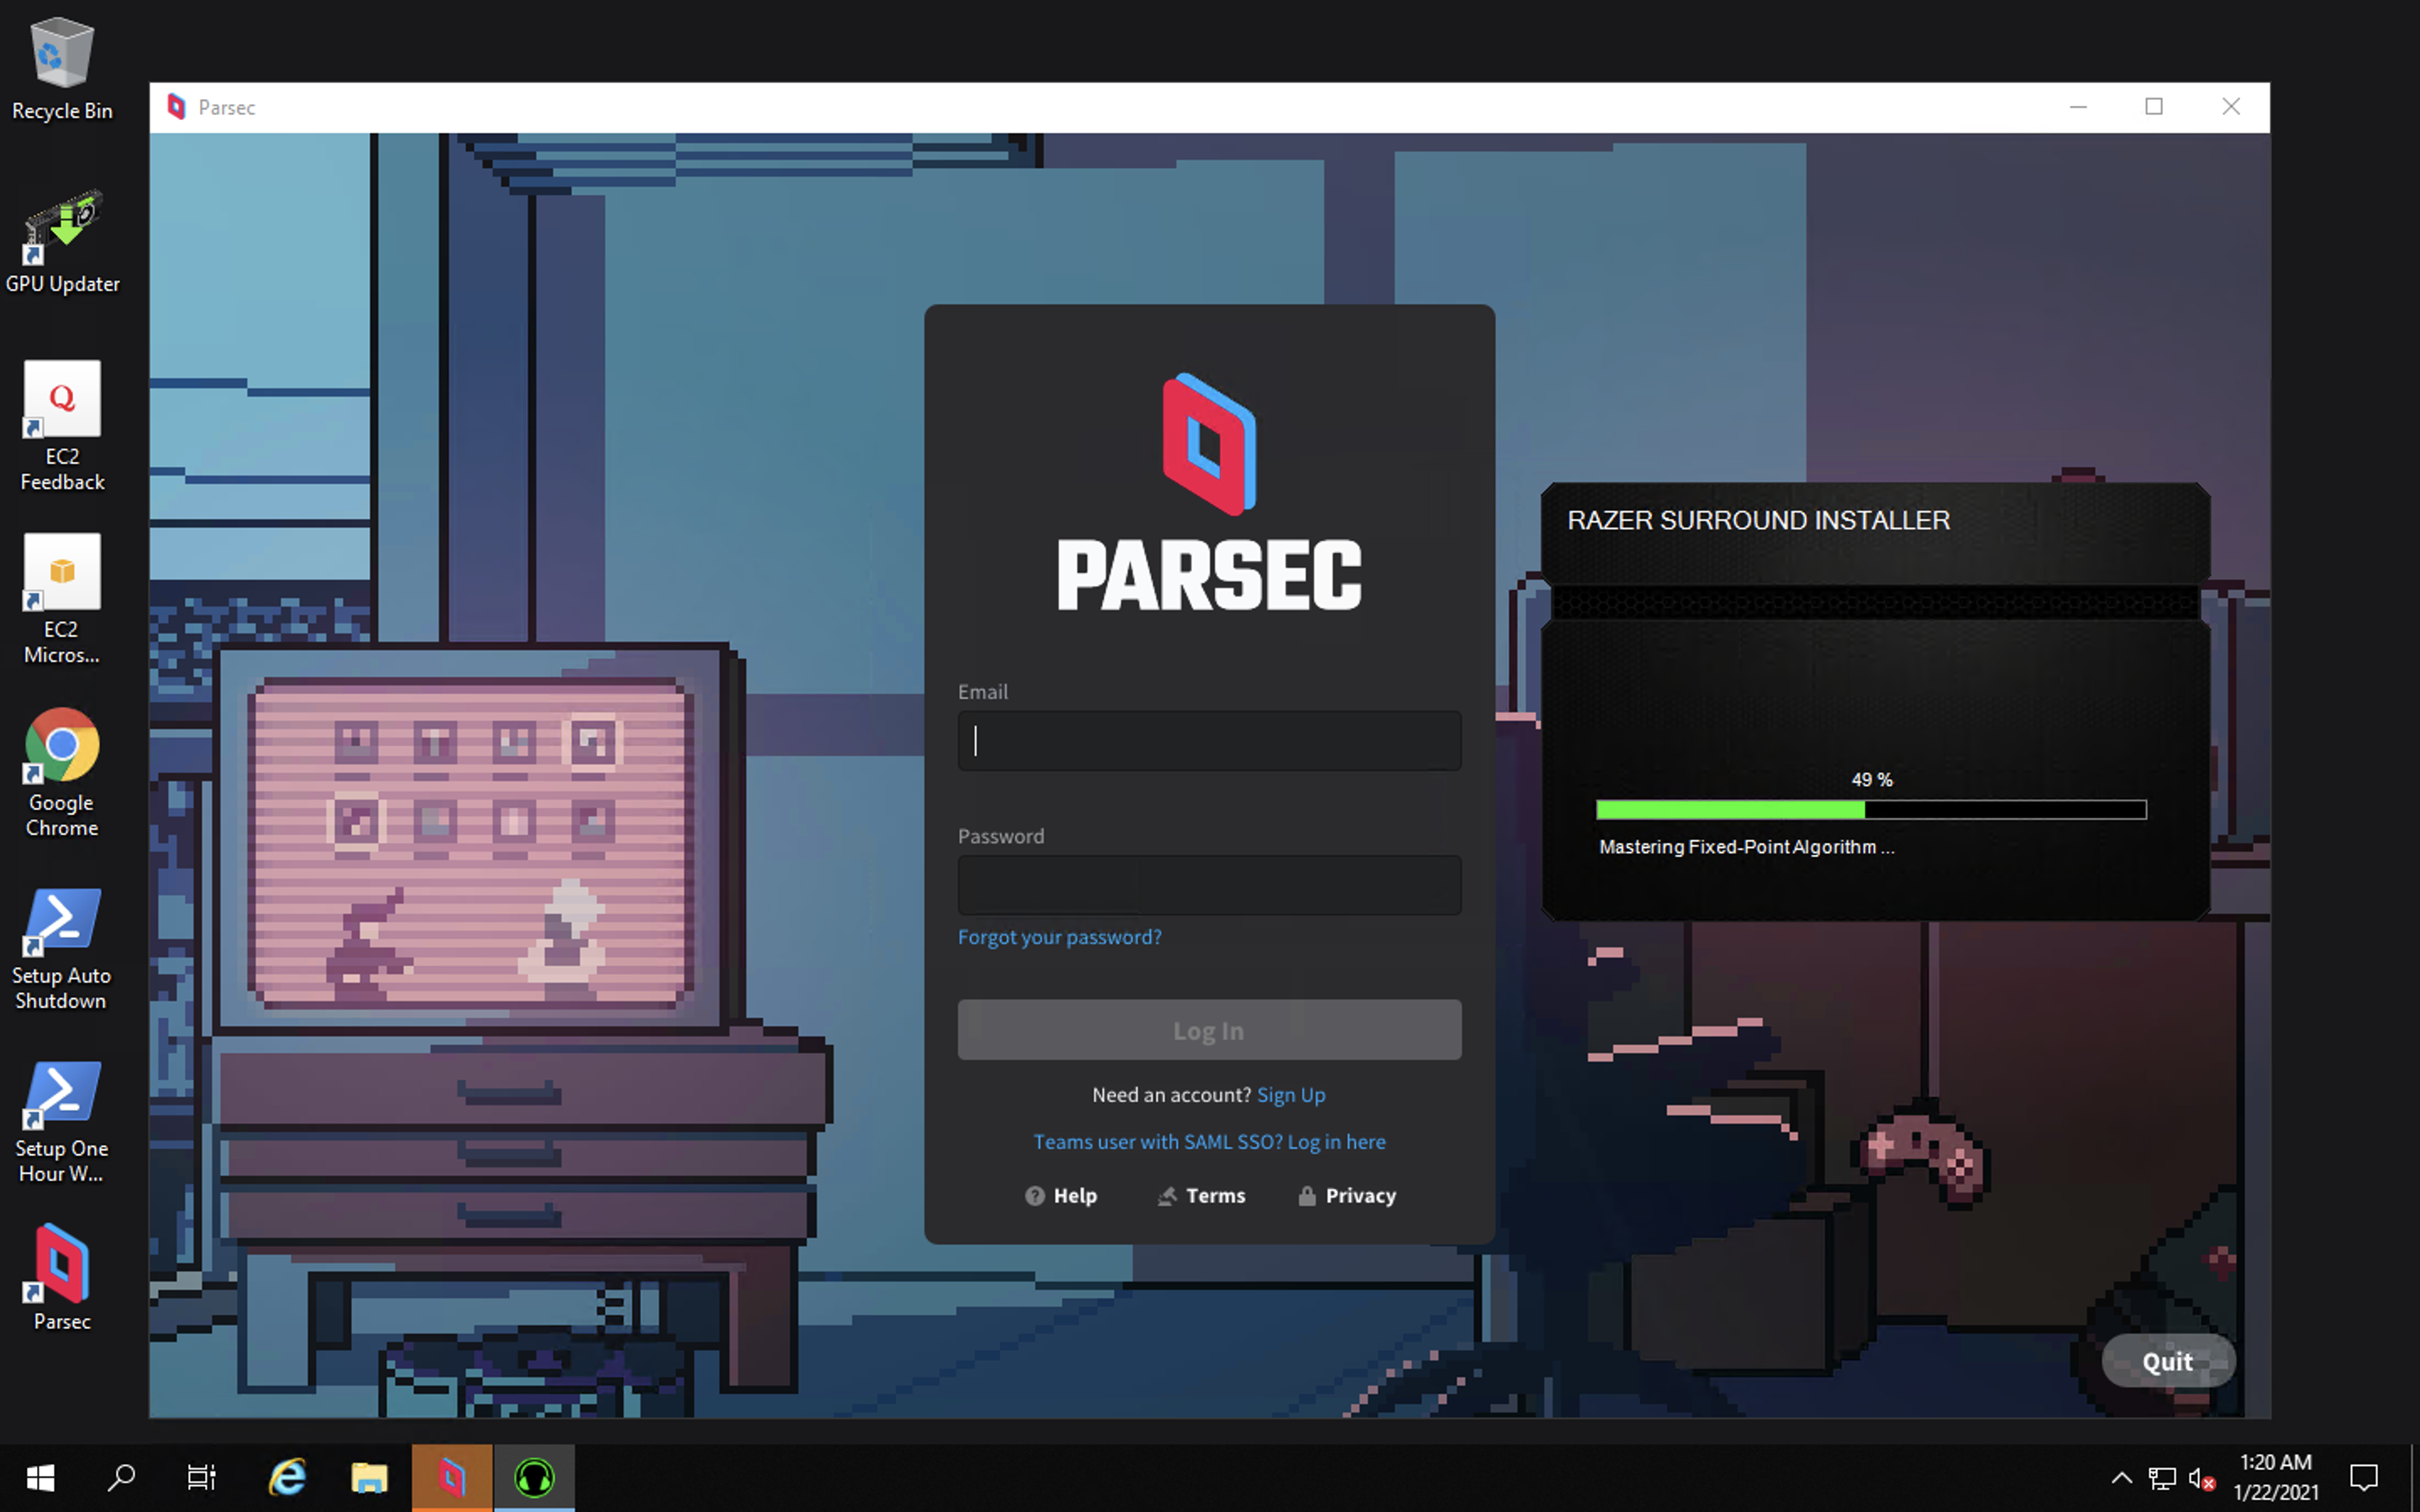 Recycle Bin
GPU Updater
Q
EC2
Feedback
EC2
Micros...
Google
Chrome
Setup Auto
Shutdown
Setup One
Hour W...
Parsec
Parsec
PARSEC
Email
Password
Forgot your password?
Log In
Need an account? Sign Up
Teams user with SAML SSO? Log in here
Help
Terms
Privacy
RAZER SURROUND INSTALLER
49 %
Mastering Fixed-Point Algorithm ...
Quit
1:20 AM
1/22/2021